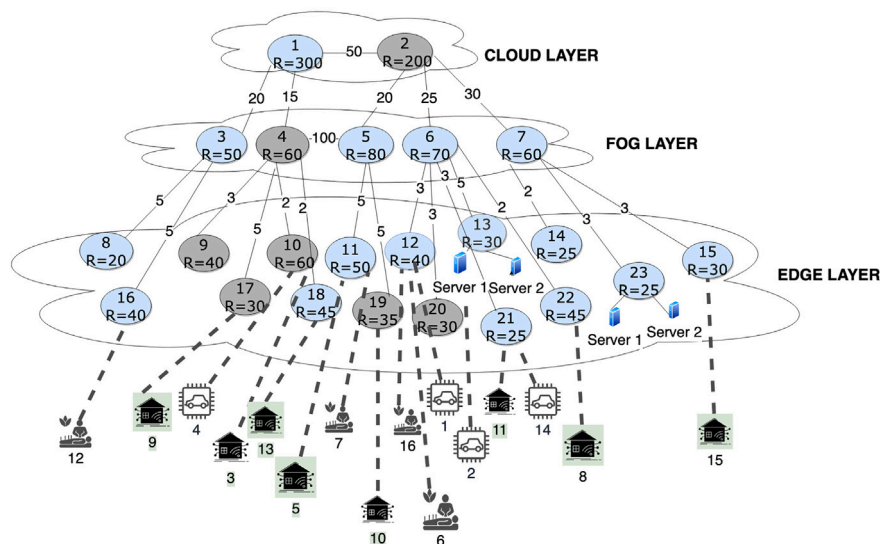 1
R=300
50
2
R=200
CLOUD LAYER
20
15
20
25
30
3
R=50
4
R=60
100
5
R=80
6
R=70
7
R=60
FOG LAYER
5
5
3
5
2
2
5
5
3
3
3
5
2
2
3
3
8
R=20
9
R=40
10
R=60
11
R=50
12
R=40
13
R=30
14
R=25
15
R=30
EDGE LAYER
Server 1
Server 2
23
R=25
16
R=40
17
R=30
18
R=45
19
R=35
20
R=30
21
R=25
22
R=45
Server 1
Server 2
12
9
4
3
13
5
7
10
16
1
6
2
11
14
8
15